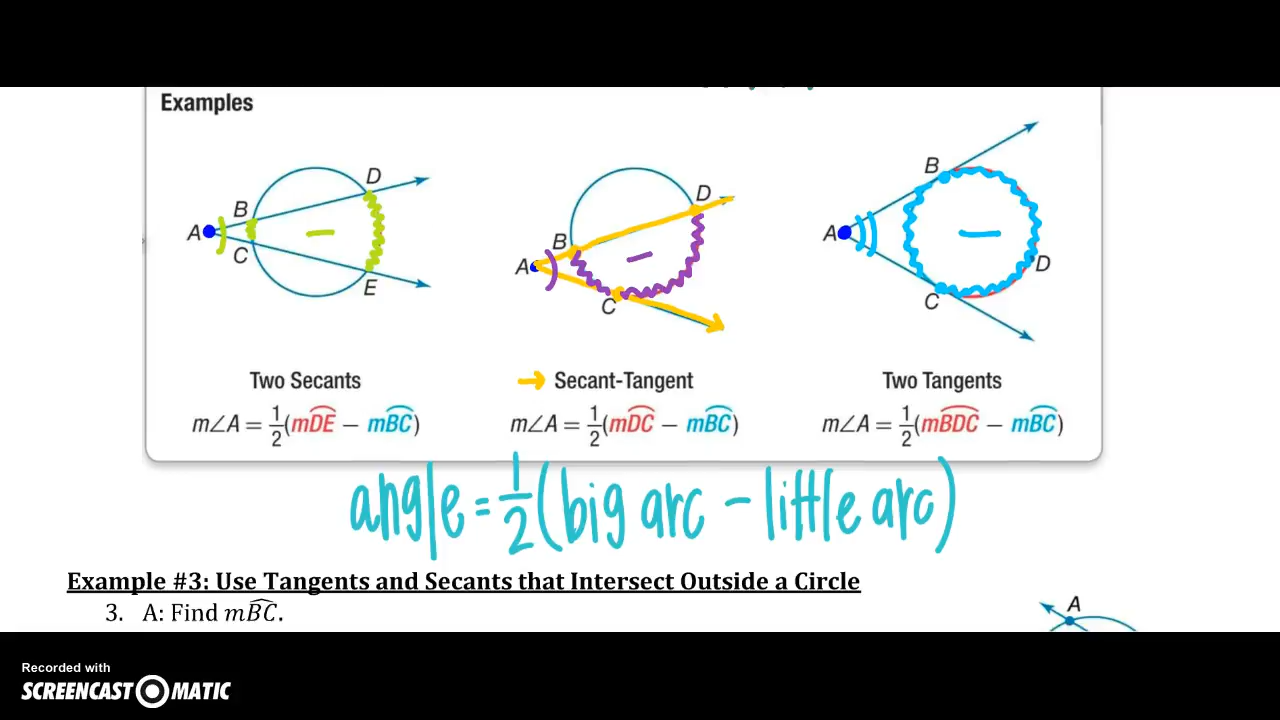 Examples
D
B
A
C
E
D
B
A
C
B
A
D
C
Two Secants
→ Secant-Tangent
Two Tangents
m∠A = 1/2(mDE − mBC)
m∠A = 1/2(mDC − mBC)
m∠A = 1/2(mBDC − mBC)
angle = 1/2(big arc − little arc)
Example #3: Use Tangents and Secants that Intersect Outside a Circle
3. A: Find mBC.
A
Recorded with
SCREENCAST O MATIC